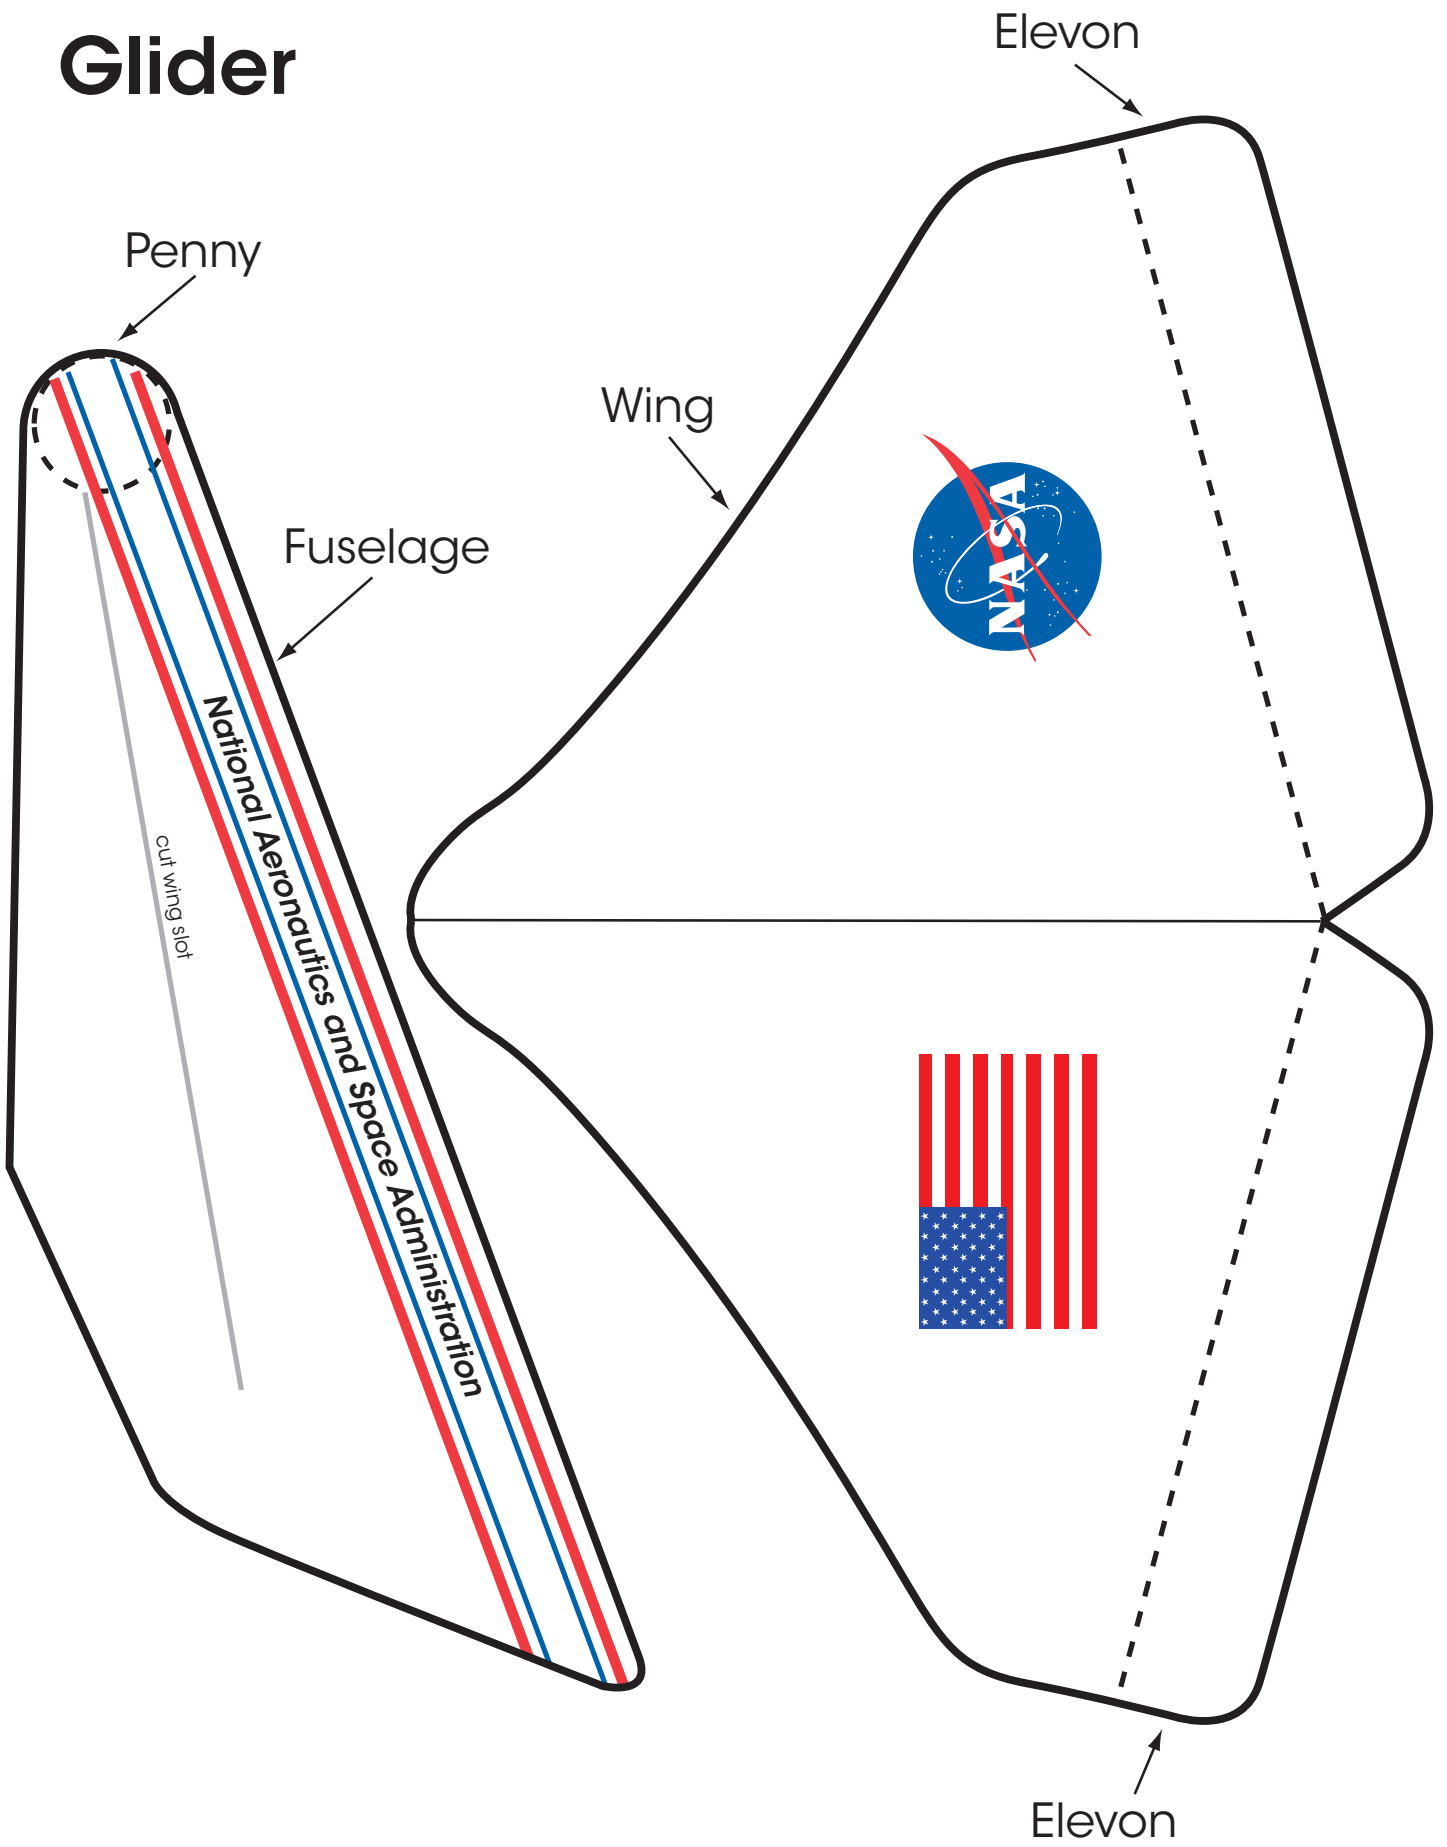 Glider
Elevon
Penny
Wing
Fuselage
NASA
National Aeronautics and Space Administration
cut wing slot
Elevon